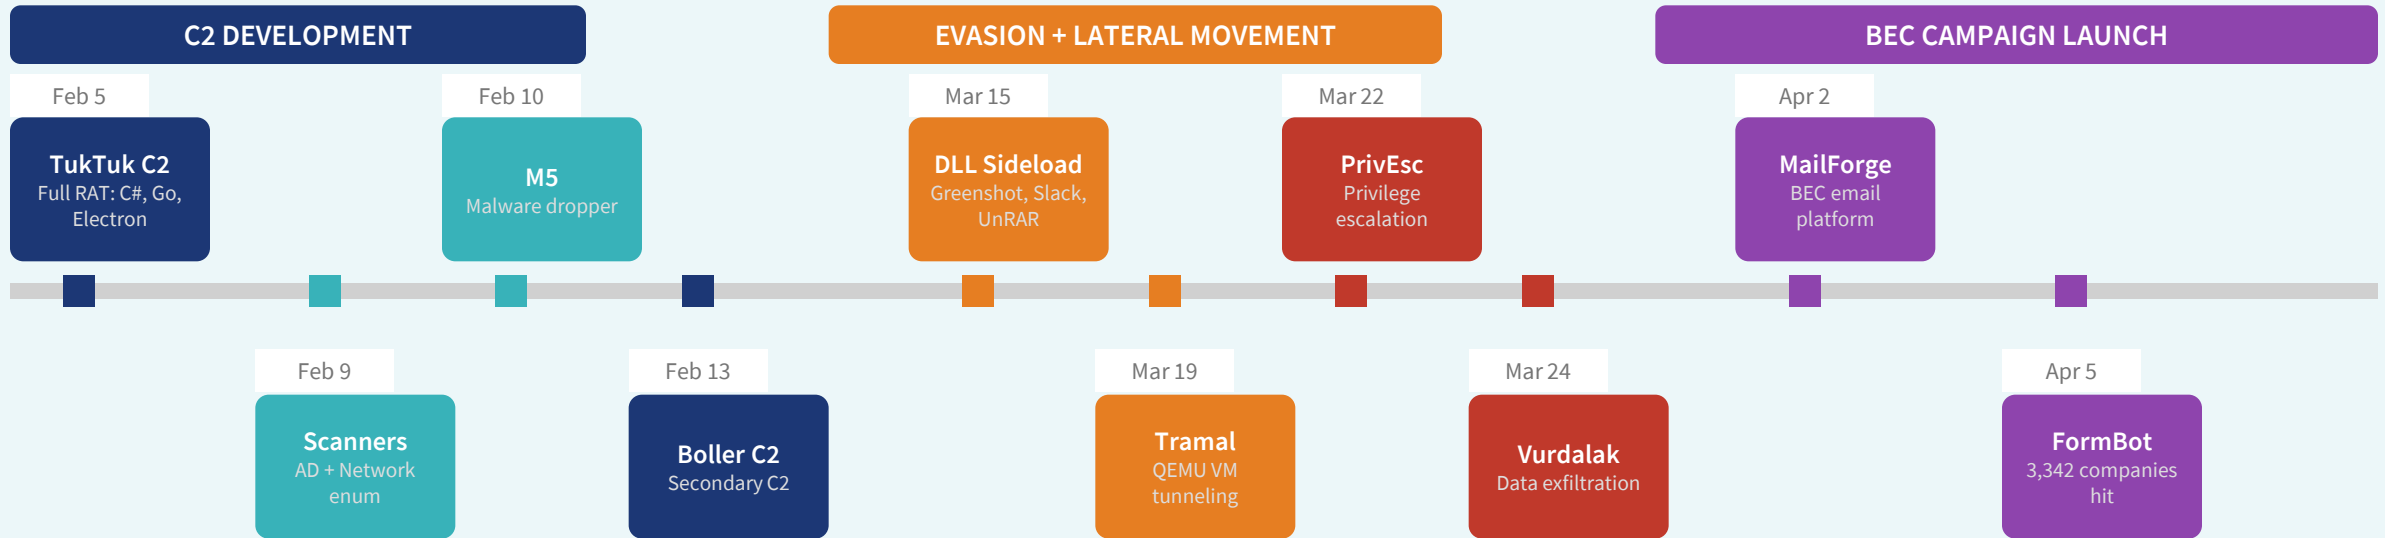 C2 DEVELOPMENT
EVASION + LATERAL MOVEMENT
BEC CAMPAIGN LAUNCH
Feb 5
TukTuk C2
Full RAT: C#, Go,
Electron
Feb 10
M5
Malware dropper
Mar 15
DLL Sideload
Greenshot, Slack,
UnRAR
Mar 22
PrivEsc
Privilege
escalation
Apr 2
MailForge
BEC email
platform
Feb 9
Scanners
AD + Network
enum
Feb 13
Boller C2
Secondary C2
Mar 19
Tramal
QEMU VM
tunneling
Mar 24
Vurdalak
Data exfiltration
Apr 5
FormBot
3,342 companies
hit